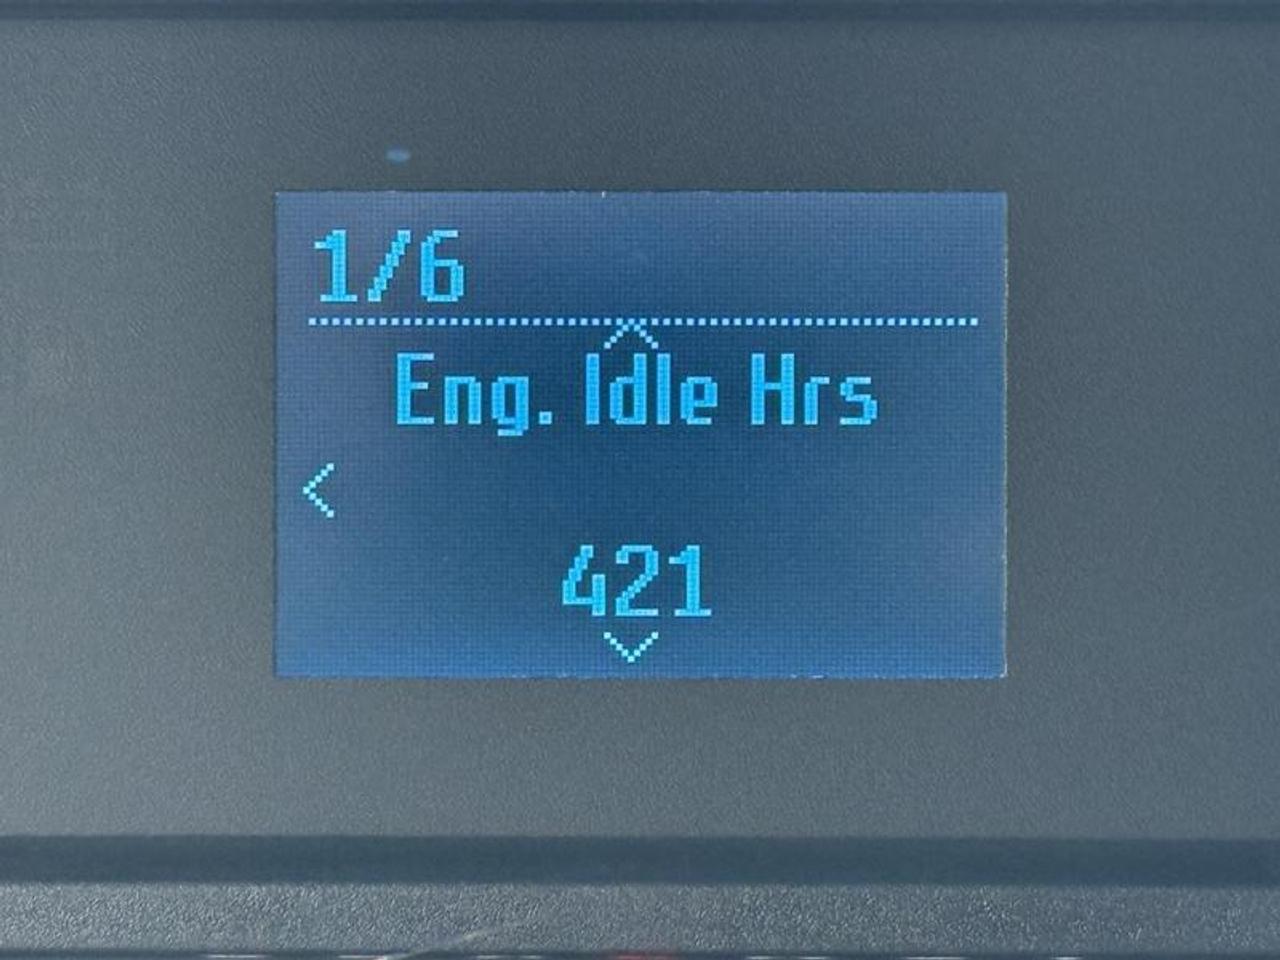 1/6
Eng. Idle Hrs
421